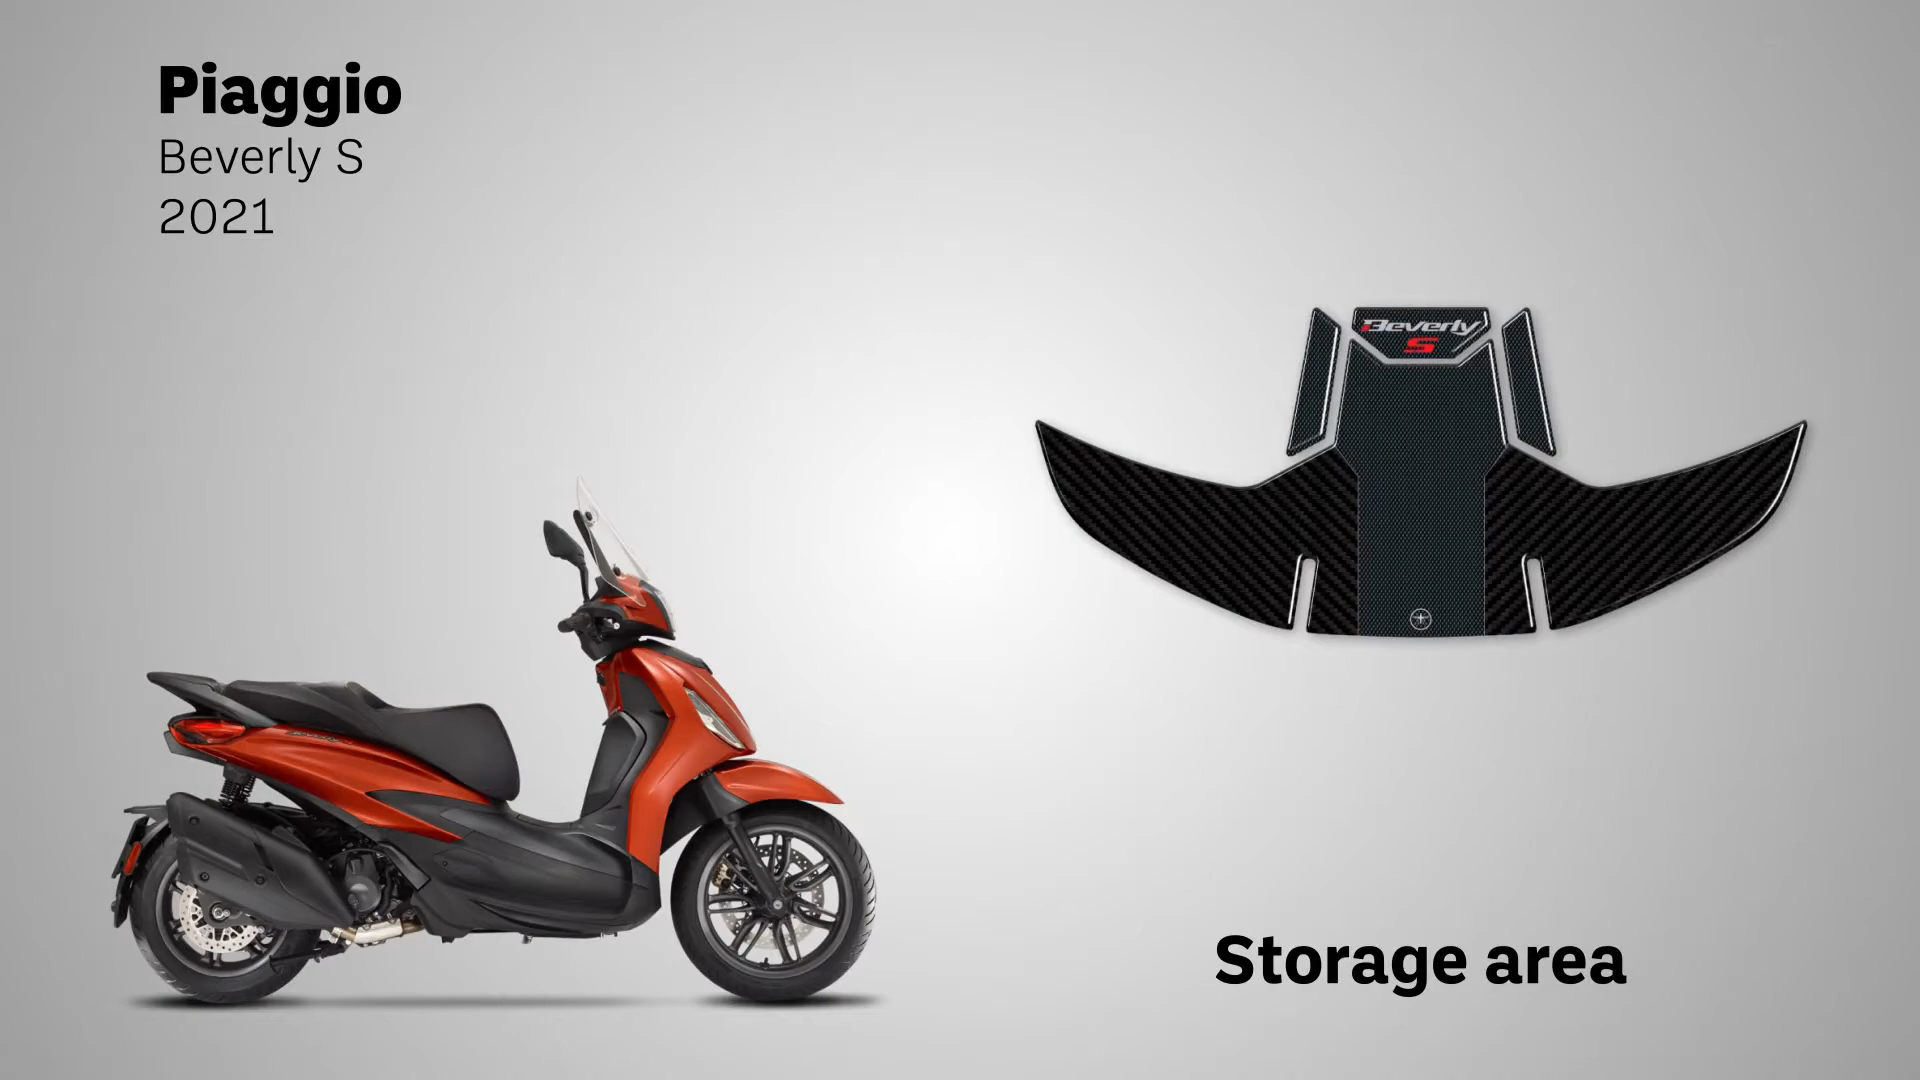 Piaggio
Beverly S
2021
Beverly
S
Storage area